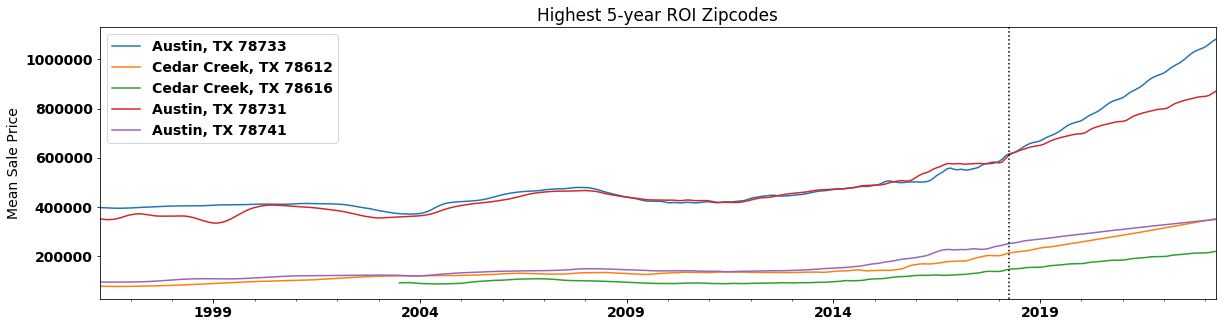 Highest 5-year ROI Zipcodes
Mean Sale Price
1000000
800000
600000
400000
200000
Austin, TX 78733
Cedar Creek, TX 78612
Cedar Creek, TX 78616
Austin, TX 78731
Austin, TX 78741
1999
2004
2009
2014
2019